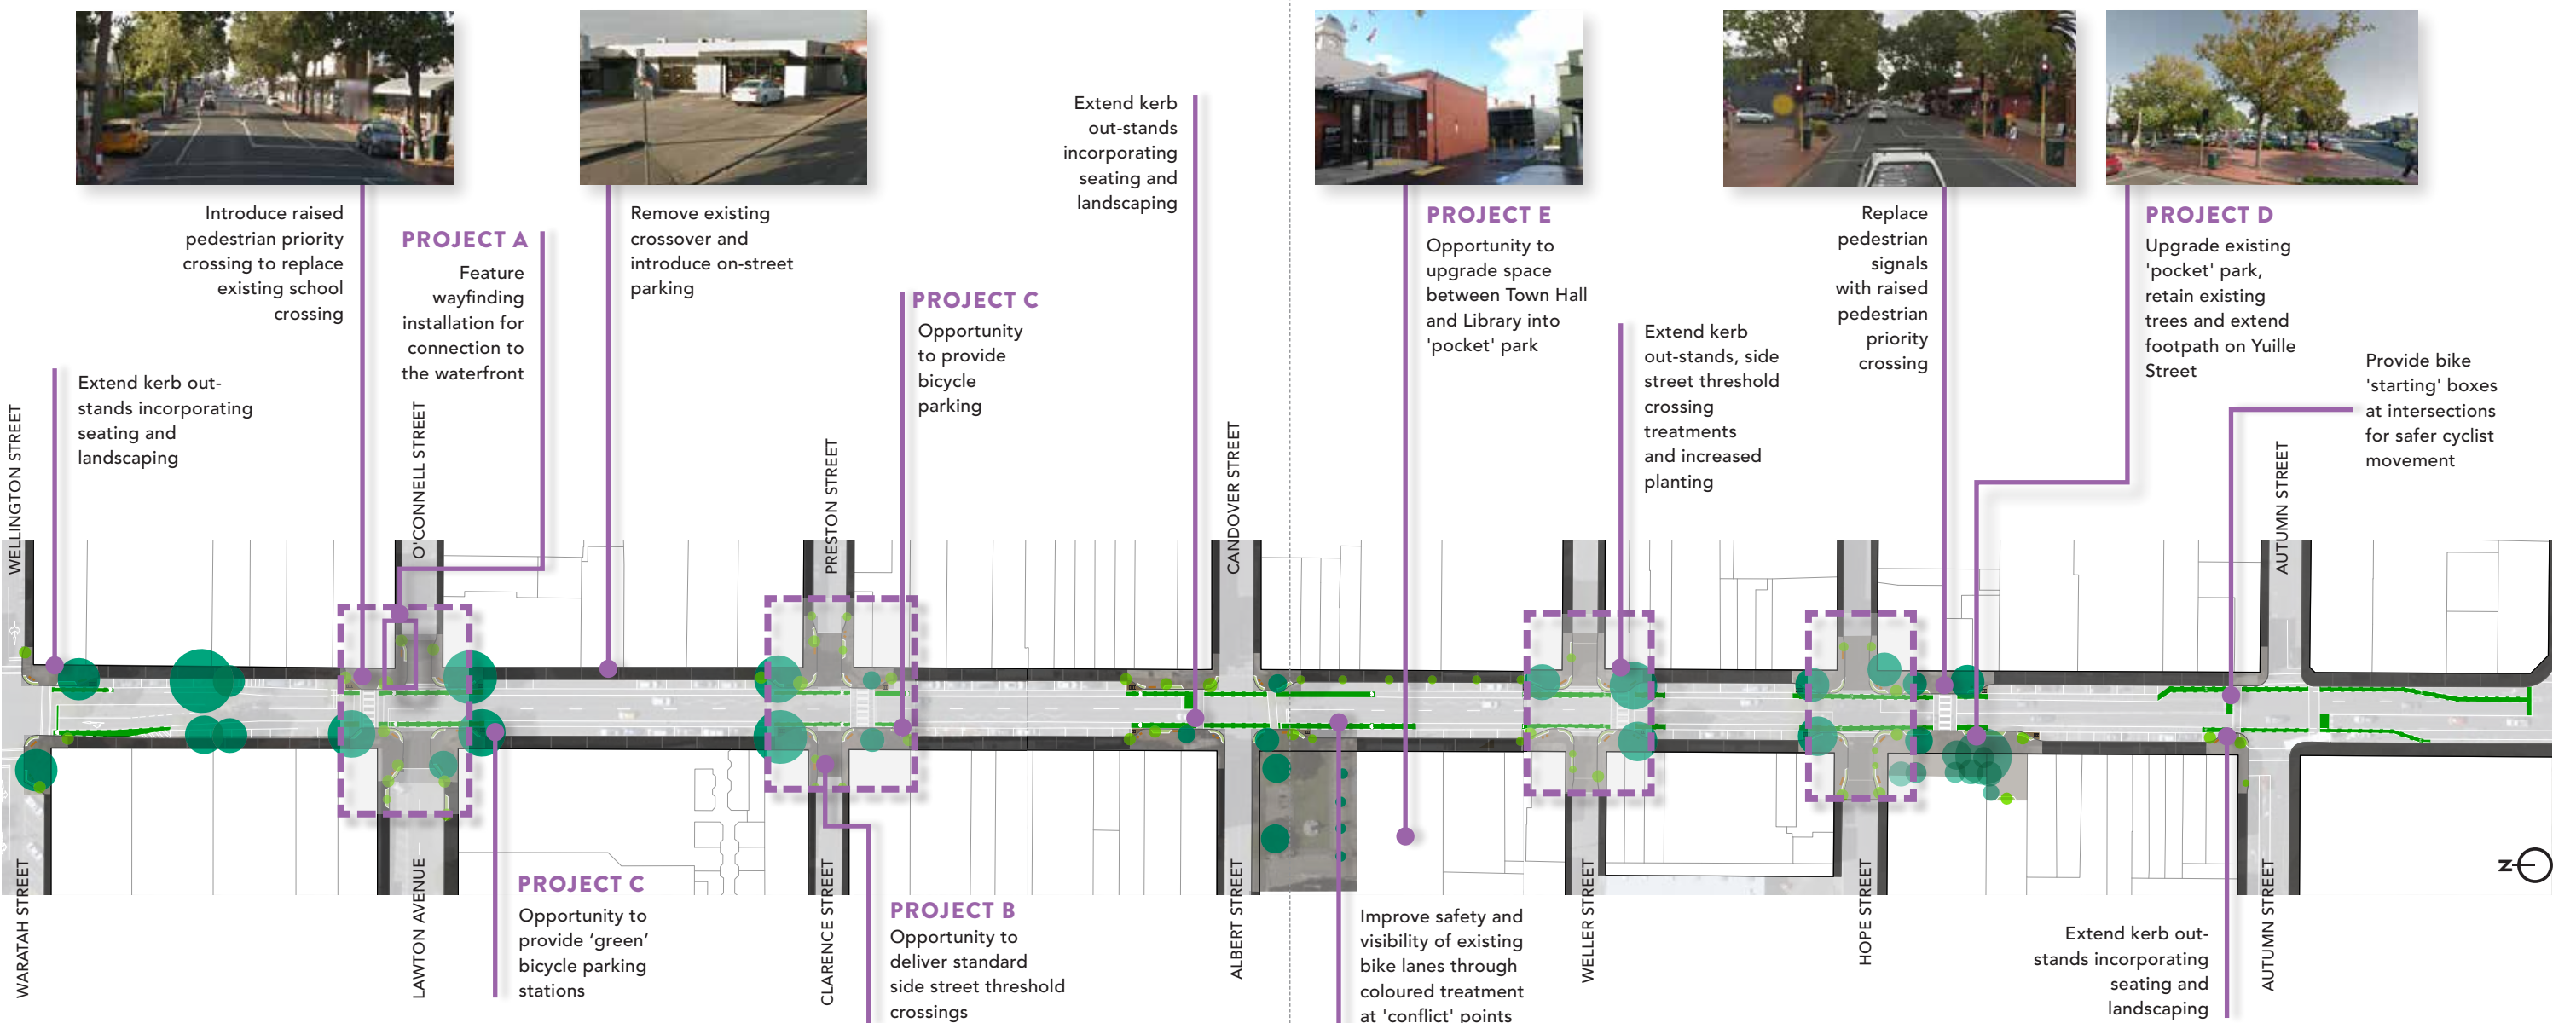 Introduce raised
pedestrian priority
crossing to replace
existing school
crossing
PROJECT A
Feature
wayfinding
installation for
connection to
the waterfront
Remove existing
crossover and
introduce on-street
parking
PROJECT C
Opportunity
to provide
bicycle
parking
Extend kerb
out-stands
incorporating
seating and
landscaping
PROJECT E
Opportunity to
upgrade space
between Town Hall
and Library into
'pocket' park
Extend kerb
out-stands, side
street threshold
crossing
treatments
and increased
planting
Replace
pedestrian
signals
with raised
pedestrian
priority
crossing
PROJECT D
Upgrade existing
'pocket' park,
retain existing
trees and extend
footpath on Yuille
Street
Provide bike
'starting' boxes
at intersections
for safer cyclist
movement
Extend kerb out-
stands incorporating
seating and
landscaping
WELLINGTON STREET
O'CONNELL STREET
PRESTON STREET
CANDOVER STREET
AUTUMN STREET
WARATAH STREET
LAWTON AVENUE
PROJECT C
Opportunity to
provide ‘green’
bicycle parking
stations
CLARENCE STREET
PROJECT B
Opportunity to
deliver standard
side street threshold
crossings
ALBERT STREET
Improve safety and
visibility of existing
bike lanes through
coloured treatment
at 'conflict' points
WELLER STREET
HOPE STREET
Extend kerb out-
stands incorporating
seating and
landscaping
AUTUMN STREET
N